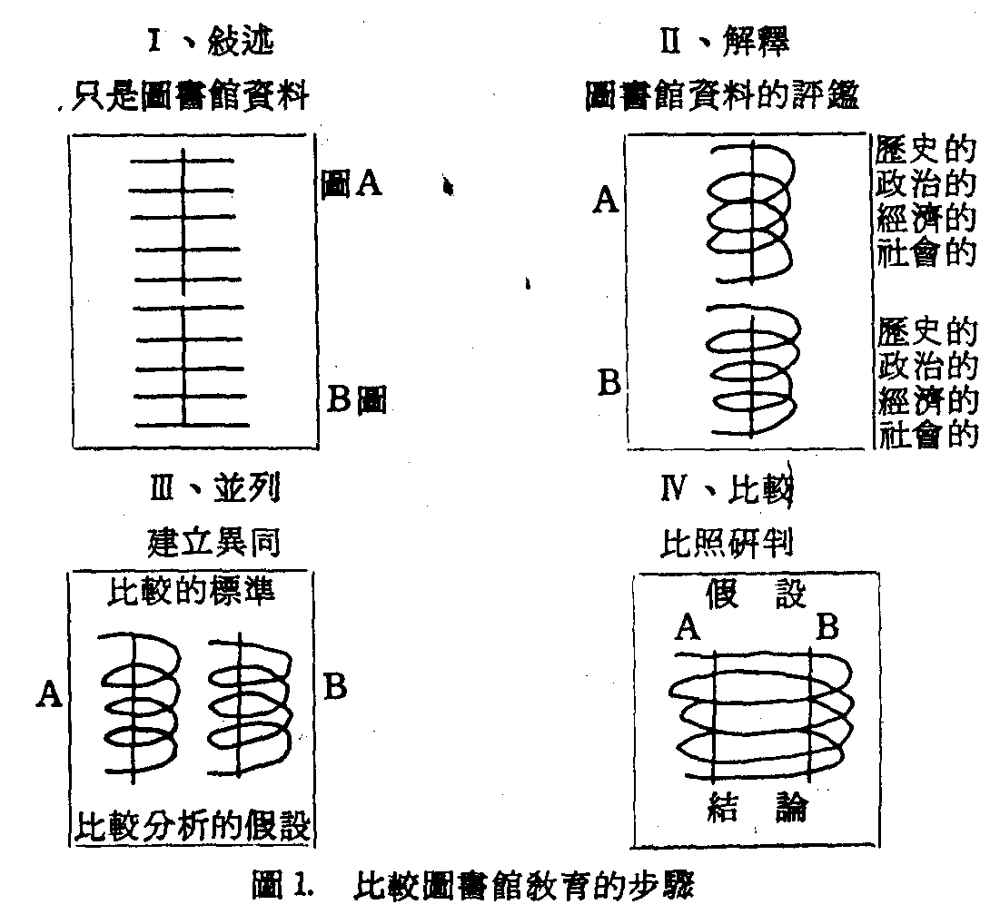 I、敍述
只是圖書館資料
圖A
B圖
II、解釋
圖書館資料的評鑑
A
歷史的
政治的
經濟的
社會的
B
歷史的
政治的
經濟的
社會的
III、並列
建立異同
比較的標準
A
B
比較分析的假設
IV、比較
比照研判
假 設
A B
結 論
圖1. 比較圖書館教育的步驟